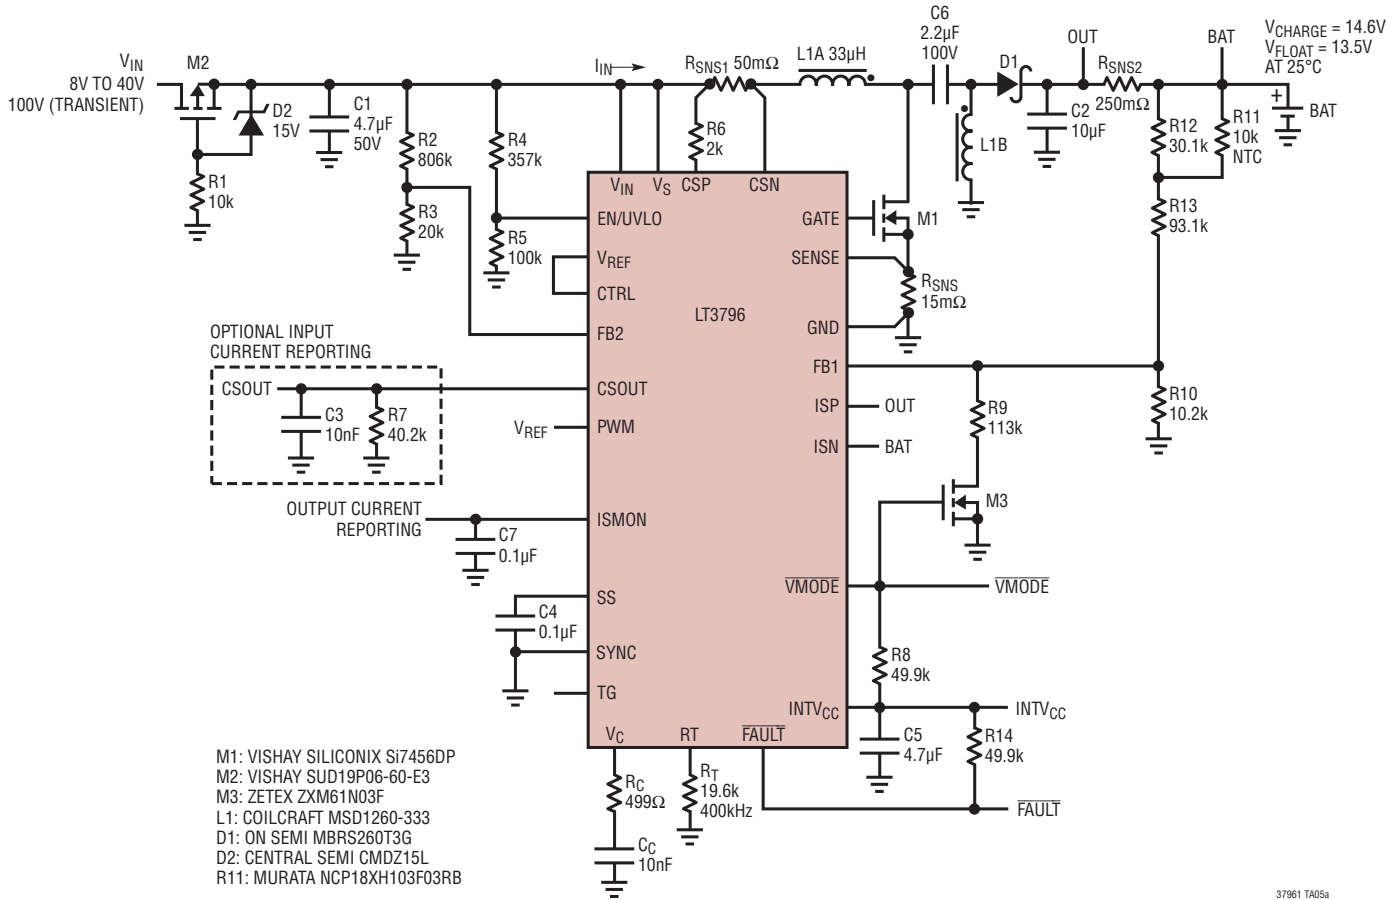 V_IN
8V TO 40V
100V (TRANSIENT)
M2
D2
15V
R1
10k
C1
4.7µF
50V
R2
806k
R3
20k
R4
357k
R5
100k
I_IN
R_SNS1 50mΩ
R6
2k
L1A 33µH
C6
2.2µF
100V
L1B
D1
OUT
C2
10µF
R_SNS2
250mΩ
BAT
V_CHARGE = 14.6V
V_FLOAT = 13.5V
AT 25°C
R12
30.1k
R11
10k
NTC
+
BAT
R13
93.1k
R10
10.2k
V_IN
V_S
CSP
CSN
EN/UVLO
V_REF
CTRL
FB2
CSOUT
PWM
ISMON
SS
SYNC
TG
V_C
RT
F̅A̅U̅L̅T̅
LT3796
GATE
SENSE
GND
FB1
ISP
ISN
V̅M̅O̅D̅E̅
INTV_CC
M1
R_SNS
15mΩ
OUT
BAT
R9
113k
M3
V̅M̅O̅D̅E̅
R8
49.9k
INTV_CC
C5
4.7µF
R14
49.9k
F̅A̅U̅L̅T̅
OPTIONAL INPUT
CURRENT REPORTING
CSOUT
C3
10nF
R7
40.2k
V_REF
OUTPUT CURRENT
REPORTING
C7
0.1µF
C4
0.1µF
R_C
499Ω
C_C
10nF
R_T
19.6k
400kHz
M1: VISHAY SILICONIX Si7456DP
M2: VISHAY SUD19P06-60-E3
M3: ZETEX ZXM61N03F
L1: COILCRAFT MSD1260-333
D1: ON SEMI MBRS260T3G
D2: CENTRAL SEMI CMDZ15L
R11: MURATA NCP18XH103F03RB
37961 TA05a